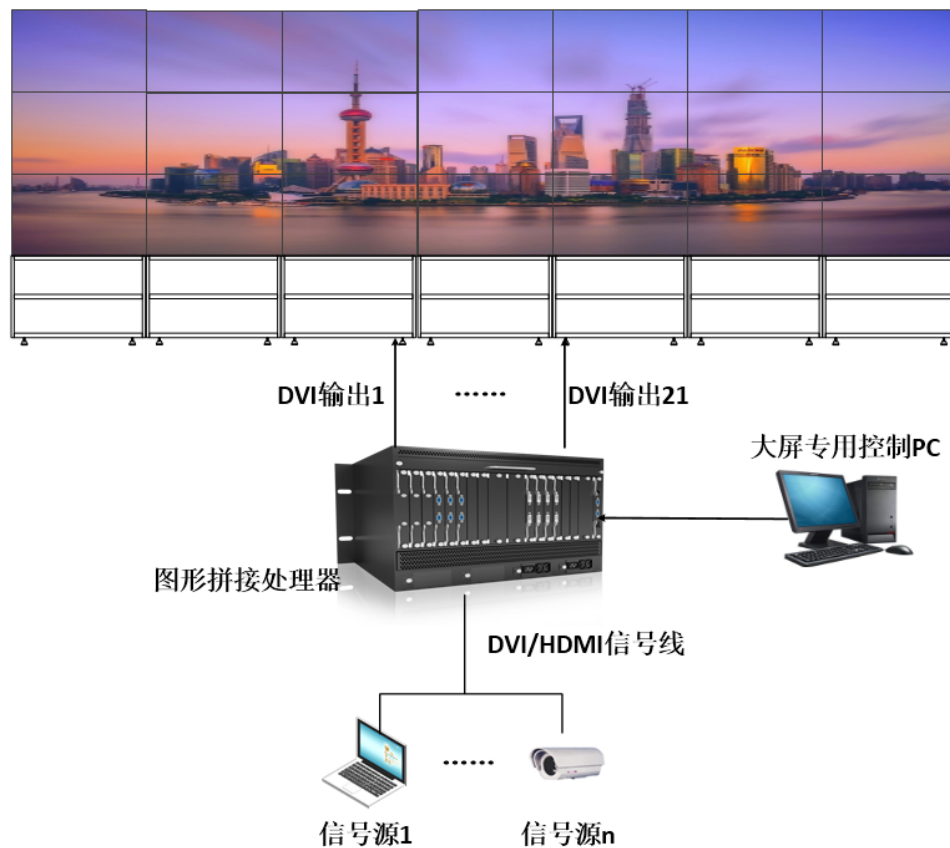 DVI输出1
......
DVI输出21
大屏专用控制PC
图形拼接处理器
DVI/HDMI信号线
......
信号源1
信号源n